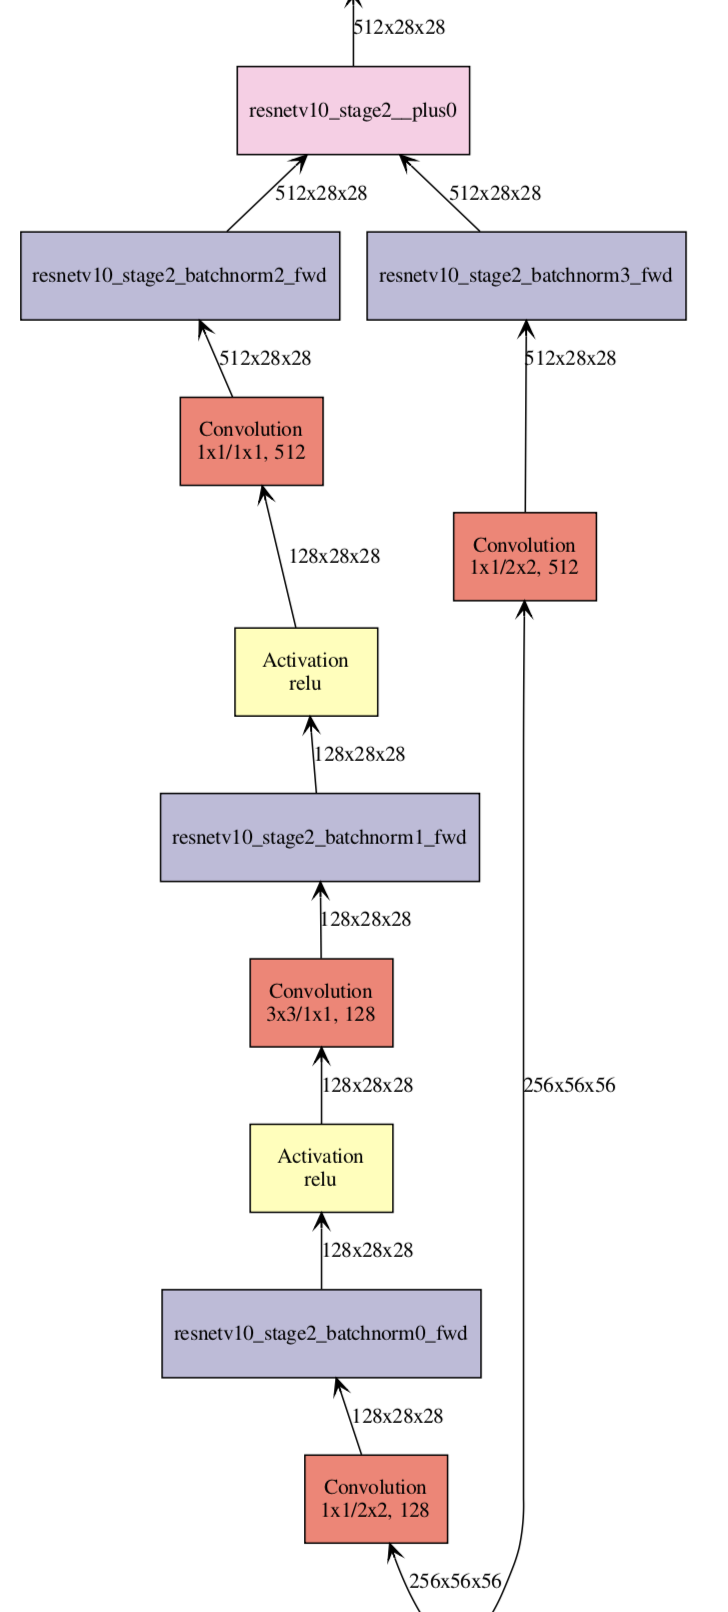 512x28x28
resnetv10_stage2__plus0
512x28x28
512x28x28
resnetv10_stage2_batchnorm2_fwd
resnetv10_stage2_batchnorm3_fwd
512x28x28
512x28x28
Convolution
1x1/1x1, 512
Convolution
1x1/2x2, 512
128x28x28
Activation
relu
128x28x28
resnetv10_stage2_batchnorm1_fwd
128x28x28
Convolution
3x3/1x1, 128
128x28x28
256x56x56
Activation
relu
128x28x28
resnetv10_stage2_batchnorm0_fwd
128x28x28
Convolution
1x1/2x2, 128
256x56x56